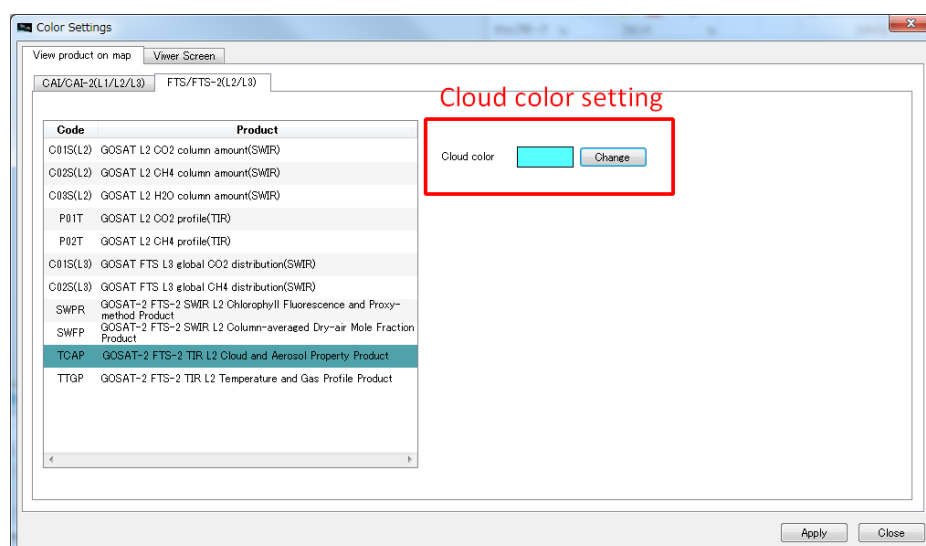 Color Settings
View product on map
Viwer Screen
CAI/CAI-2(L1/L2/L3)
FTS/FTS-2(L2/L3)
Cloud color setting
Code Product
C01S(L2) GOSAT L2 CO2 column amount(SWIR)
C02S(L2) GOSAT L2 CH4 column amount(SWIR)
C03S(L2) GOSAT L2 H2O column amount(SWIR)
P01T GOSAT L2 CO2 profile(TIR)
P02T GOSAT L2 CH4 profile(TIR)
C01S(L3) GOSAT FTS L3 global CO2 distribution(SWIR)
C02S(L3) GOSAT FTS L3 global CH4 distribution(SWIR)
SWPR GOSAT-2 FTS-2 SWIR L2 Chlorophyll Fluorescence and Proxy-
method Product
SWFP GOSAT-2 FTS-2 SWIR L2 Column-averaged Dry-air Mole Fraction
Product
TCAP GOSAT-2 FTS-2 TIR L2 Cloud and Aerosol Property Product
TTGP GOSAT-2 FTS-2 TIR L2 Temperature and Gas Profile Product
Cloud color
Change
Apply
Close